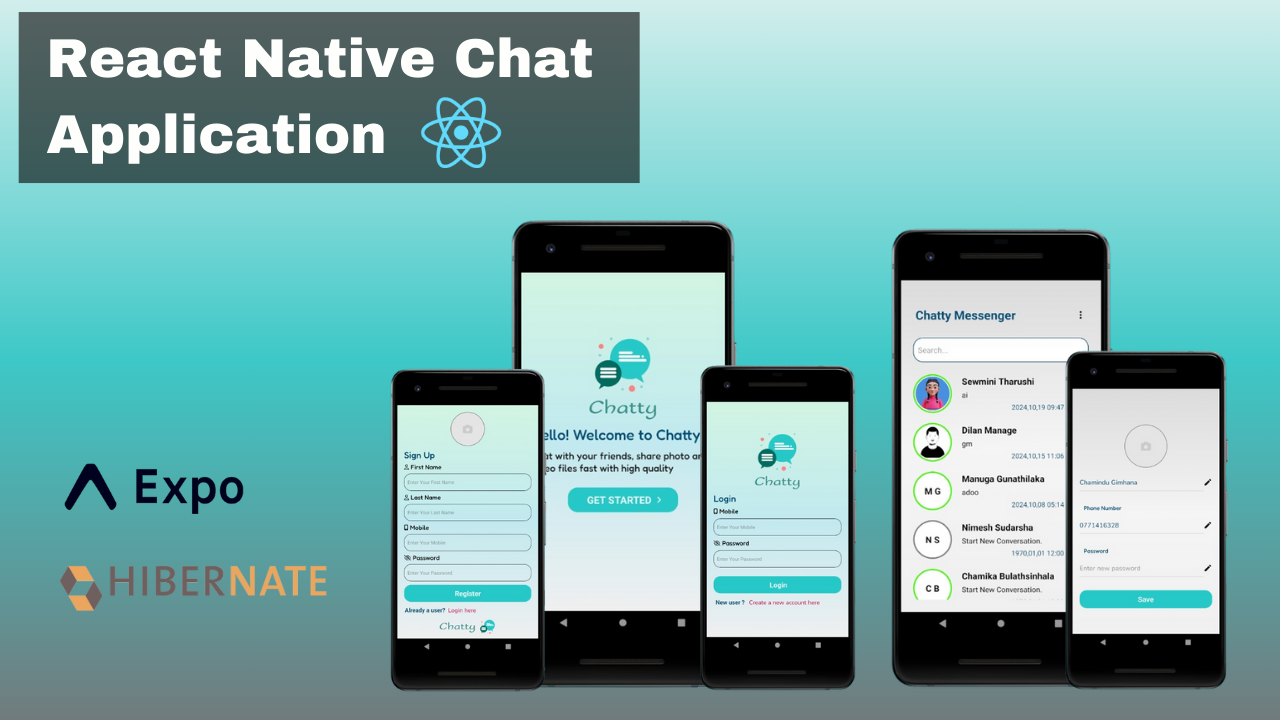 React Native Chat
Application
Expo
HIBERNATE
Sign Up
First Name
Enter Your First Name
Last Name
Enter Your Last Name
Mobile
Enter Your Mobile
Password
Enter Your Password
Register
Already a user? Login here
Chatty
Chatty
ello! Welcome to Chatty
at with your friends, share photo an
eo files fast with high quality
GET STARTED
Chatty
Login
Mobile
Enter Your Mobile
Password
Enter Your Password
Login
New user ? Create a new account here
Chatty Messenger
Search...
Sewmini Tharushi
ai
2024,10,19 09:47
Dilan Manage
gm
2024,10,15 11:06
M G
Manuga Gunathilaka
adoo
2024,10,08 05:14
N S
Nimesh Sudarsha
Start New Conversation.
1970,01,01 12:00
C B
Chamika Bulathsinhala
Start New Conversation.
Chamindu Gimhana
Phone Number
0771416328
Password
Enter new password
Save